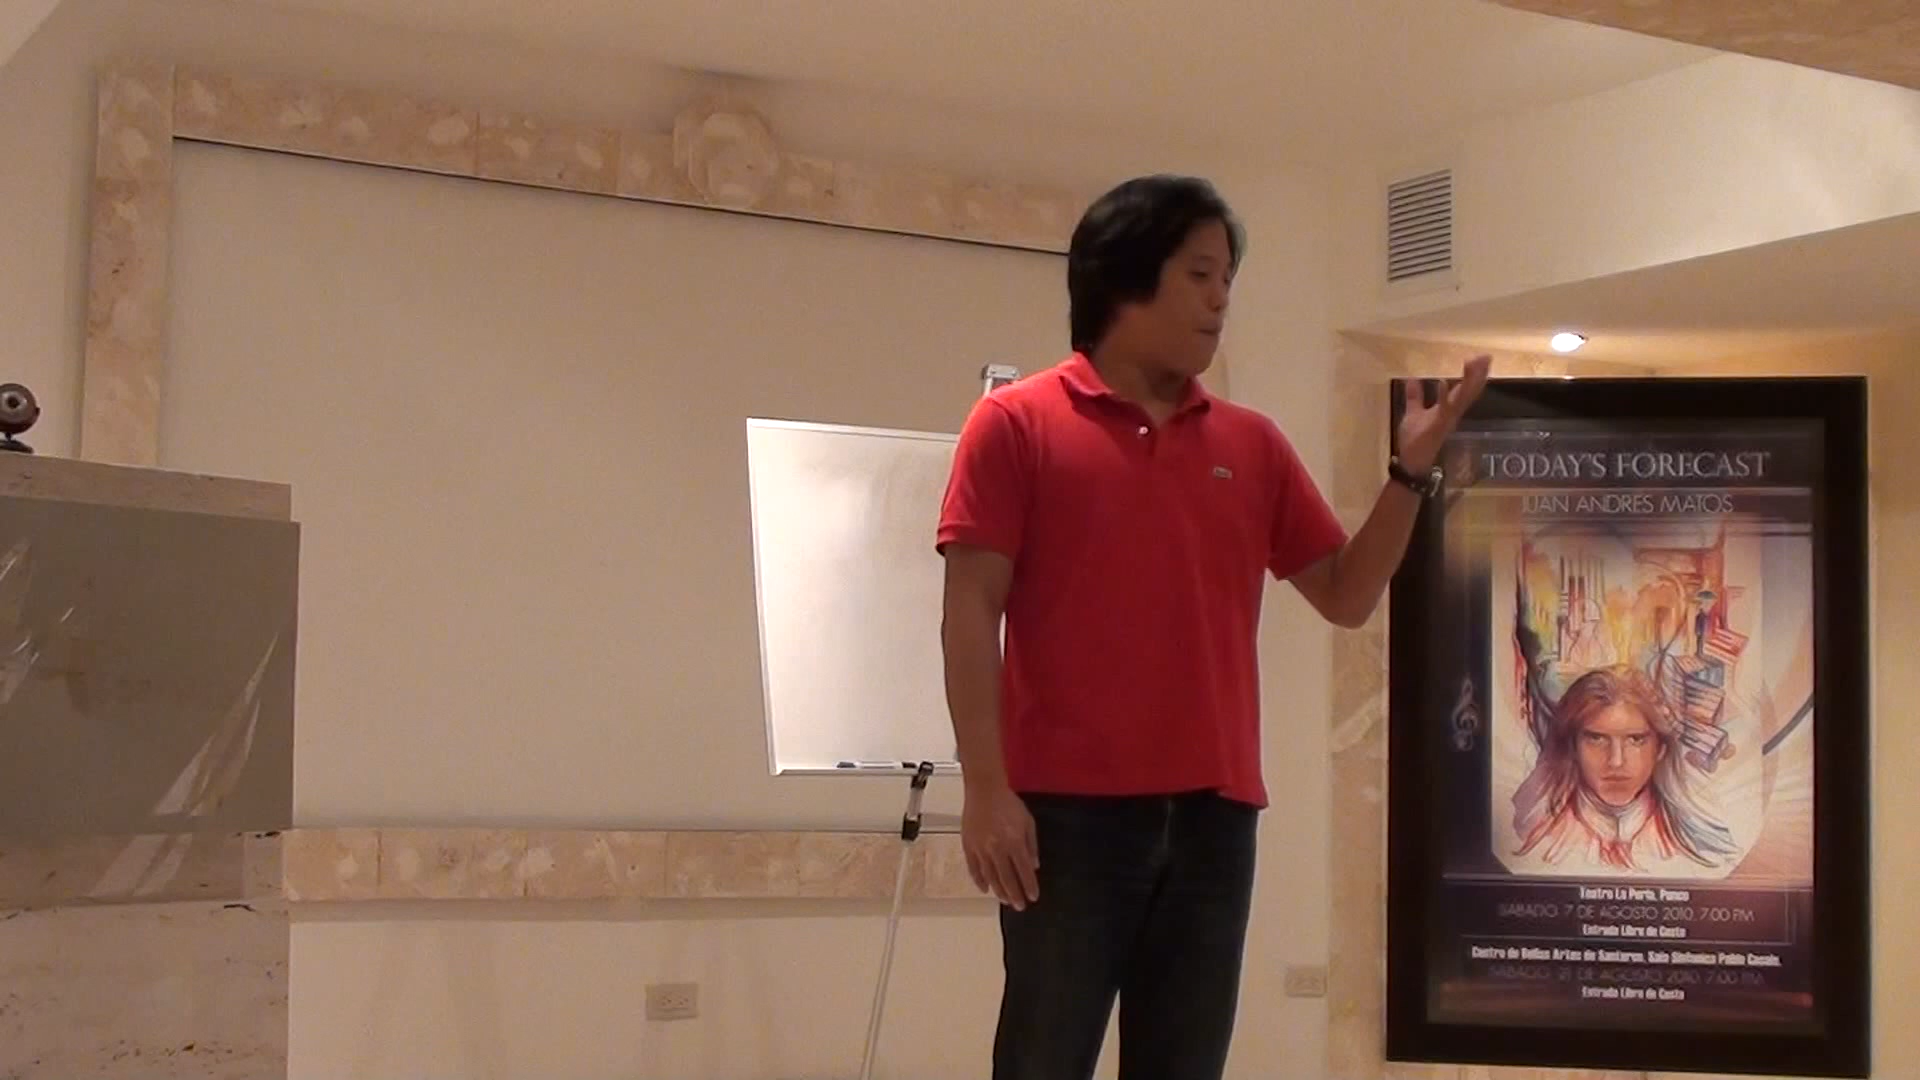 TODAY'S FORECAST
JUAN ANDRES MATOS
Teatro La Perla, Ponce
SABADO 7 DE AGOSTO 2010, 7:00 PM
Entrada Libre de Costo
Centro de Bellas Artes de Santurce, Sala Sinfonica Pablo Casals,
SABADO 21 DE AGOSTO 2010, 7:00 PM
Entrada Libre de Costo